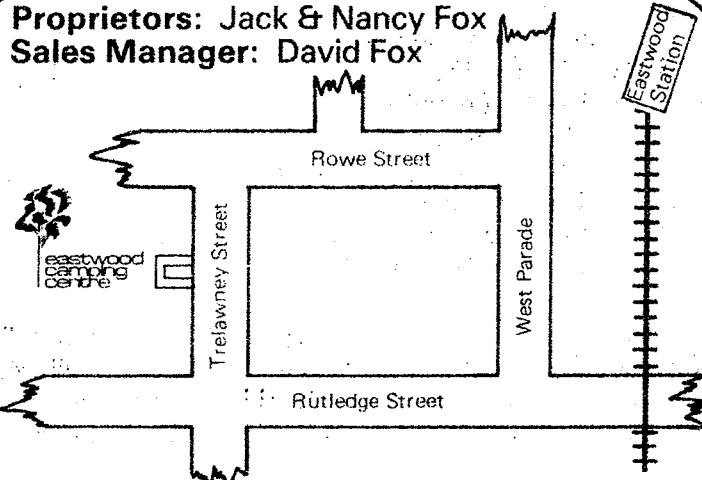 Proprietors: Jack & Nancy Fox
Sales Manager: David Fox
Eastwood
Station
Rowe Street
eastwood
camping
centre
Trelawney Street
West Parade
Rutledge Street